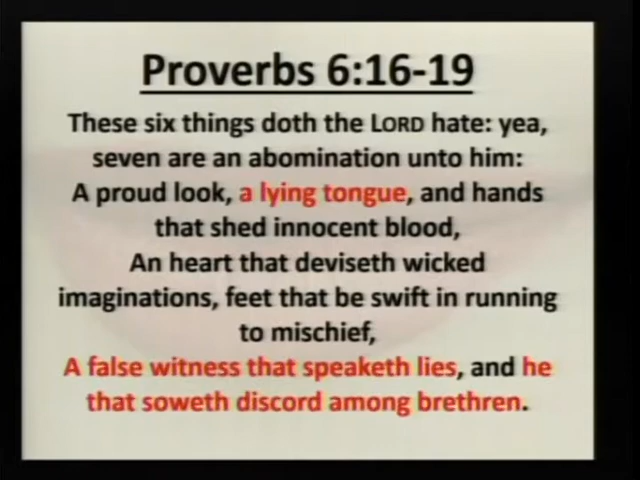 Proverbs 6:16-19
These six things doth the LORD hate: yea,
seven are an abomination unto him:
A proud look, a lying tongue, and hands
that shed innocent blood,
An heart that deviseth wicked
imaginations, feet that be swift in running
to mischief,
A false witness that speaketh lies, and he
that soweth discord among brethren.